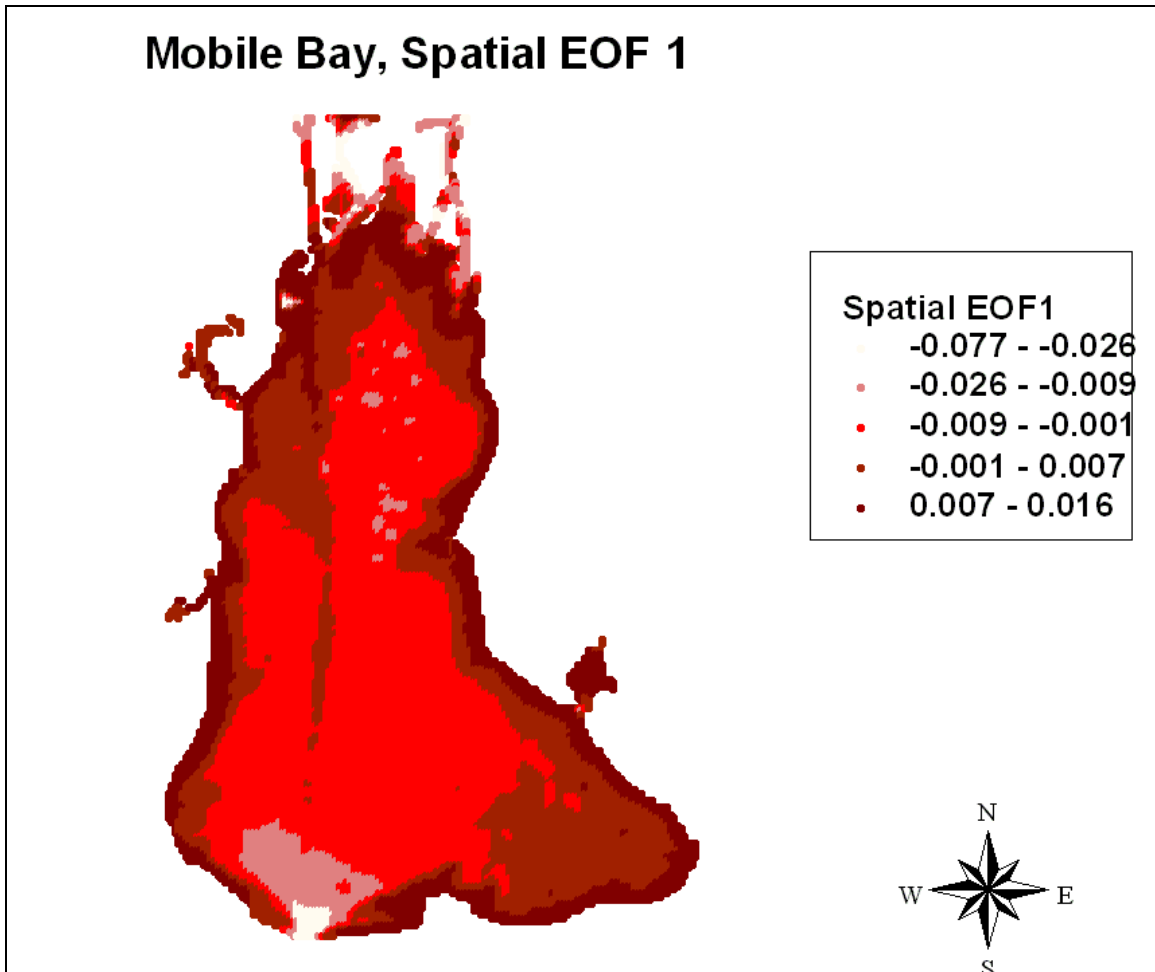 Mobile Bay, Spatial EOF 1
Spatial EOF1
-0.077 - -0.026
-0.026 - -0.009
-0.009 - -0.001
-0.001 - 0.007
0.007 - 0.016
N
W E
S